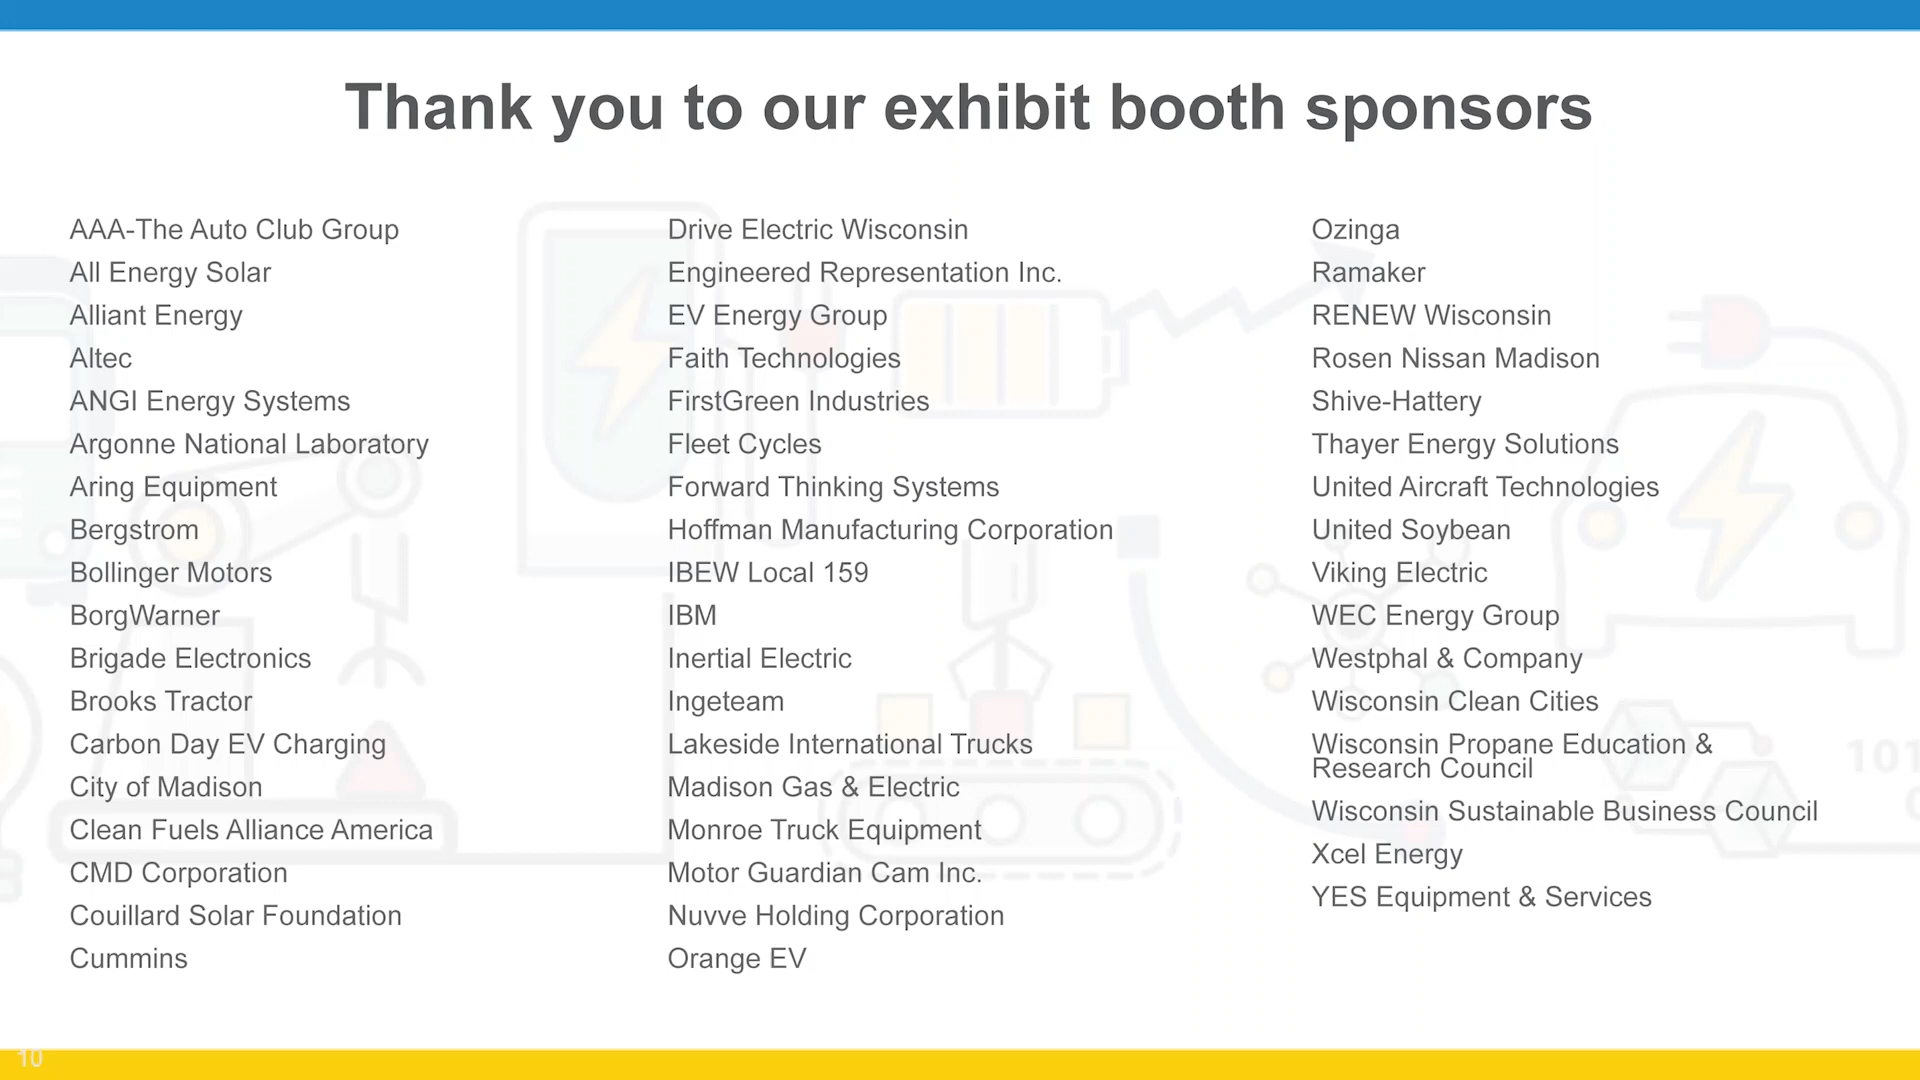 Thank you to our exhibit booth sponsors
AAA-The Auto Club Group
All Energy Solar
Alliant Energy
Altec
ANGI Energy Systems
Argonne National Laboratory
Aring Equipment
Bergstrom
Bollinger Motors
BorgWarner
Brigade Electronics
Brooks Tractor
Carbon Day EV Charging
City of Madison
Clean Fuels Alliance America
CMD Corporation
Couillard Solar Foundation
Cummins
Drive Electric Wisconsin
Engineered Representation Inc.
EV Energy Group
Faith Technologies
FirstGreen Industries
Fleet Cycles
Forward Thinking Systems
Hoffman Manufacturing Corporation
IBEW Local 159
IBM
Inertial Electric
Ingeteam
Lakeside International Trucks
Madison Gas & Electric
Monroe Truck Equipment
Motor Guardian Cam Inc.
Nuvve Holding Corporation
Orange EV
Ozinga
Ramaker
RENEW Wisconsin
Rosen Nissan Madison
Shive-Hattery
Thayer Energy Solutions
United Aircraft Technologies
United Soybean
Viking Electric
WEC Energy Group
Westphal & Company
Wisconsin Clean Cities
Wisconsin Propane Education &
Research Council
Wisconsin Sustainable Business Council
Xcel Energy
YES Equipment & Services
101
10